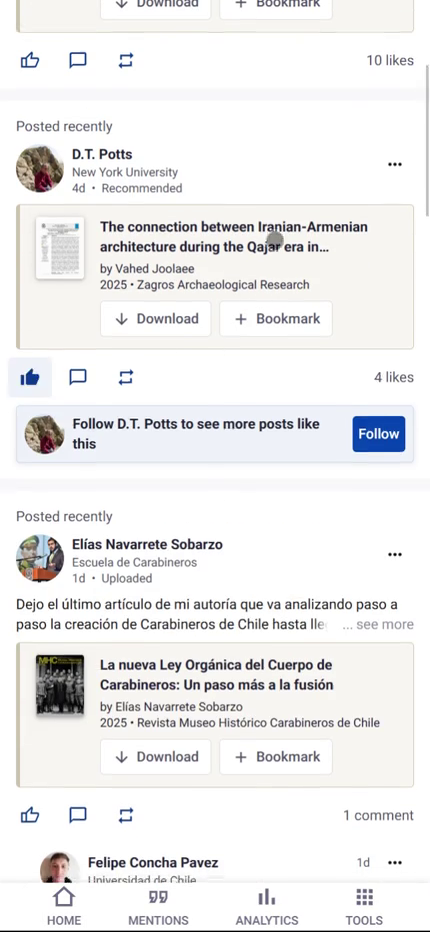 Download
Bookmark
10 likes
Posted recently
D.T. Potts
New York University
4d • Recommended
The connection between Iranian-Armenian
architecture during the Qajar era in...
by Vahed Joolaee
2025 • Zagros Archaeological Research
Download
Bookmark
4 likes
Follow D.T. Potts to see more posts like
this
Follow
Posted recently
Elías Navarrete Sobarzo
Escuela de Carabineros
1d • Uploaded
Dejo el último artículo de mi autoría que va analizando paso a
paso la creación de Carabineros de Chile hasta lle ... see more
MHC
La nueva Ley Orgánica del Cuerpo de
Carabineros: Un paso más a la fusión
by Elías Navarrete Sobarzo
2025 • Revista Museo Histórico Carabineros de Chile
Download
Bookmark
1 comment
Felipe Concha Pavez
1d
Universidad de Chile
HOME
MENTIONS
ANALYTICS
TOOLS